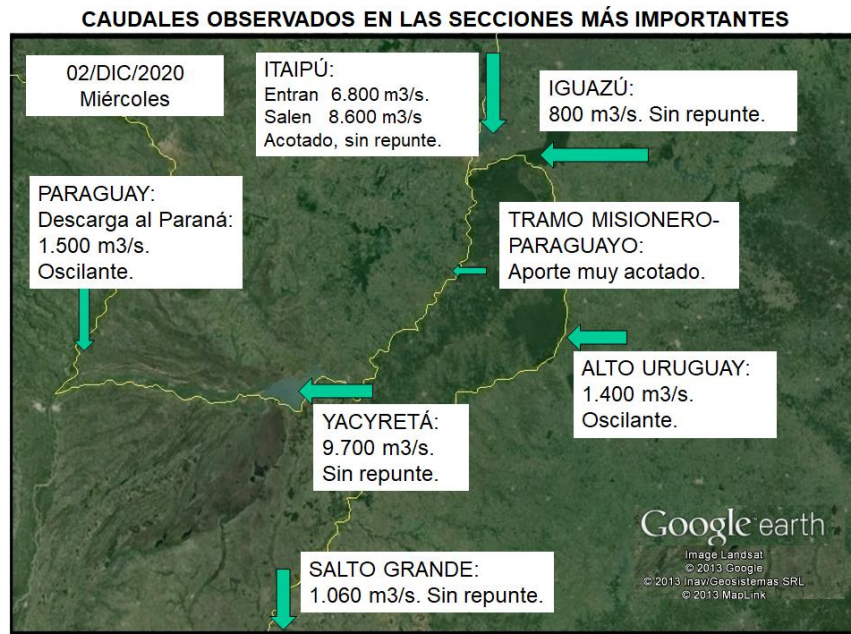 CAUDALES OBSERVADOS EN LAS SECCIONES MÁS IMPORTANTES
02/DIC/2020
Miércoles
ITAIPÚ:
Entran 6.800 m3/s.
Salen 8.600 m3/s
Acotado, sin repunte.
IGUAZÚ:
800 m3/s. Sin repunte.
PARAGUAY:
Descarga al Paraná:
1.500 m3/s.
Oscilante.
TRAMO MISIONERO-
PARAGUAYO:
Aporte muy acotado.
ALTO URUGUAY:
1.400 m3/s.
Oscilante.
YACYRETÁ:
9.700 m3/s.
Sin repunte.
SALTO GRANDE:
1.060 m3/s. Sin repunte.
Google earth
Image Landsat
© 2013 Google
© 2013 Inav/Geosistemas SRL
© 2013 MapLink